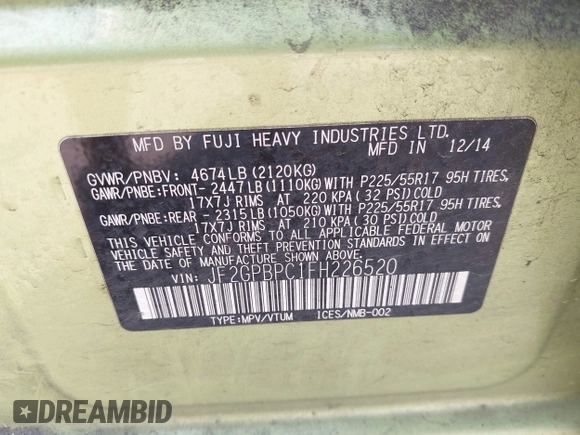 MFD BY FUJI HEAVY INDUSTRIES LTD.
MFD IN 12/14
GVWR/PNBV: 4674LB(2120KG)
GAWR/PNBE:FRONT- 2447LB(1110KG)WITH P225/55R17 95H TIRES,
17X7J RIMS AT 220 KPA(32 PSI)COLD
GAWR/PNBE:REAR - 2315LB(1050KG)WITH P225/55R17 95H TIRES,
17X7J RIMS AT 210 KPA(30 PSI)COLD
THIS VEHICLE CONFORMS TO ALL APPLICABLE FEDERAL MOTOR
VEHICLE SAFETY AND THEFT PREVENTION STANDARDS IN EFFECT
ON THE DATE OF MANUFACTURE SHOWN ABOVE.
VIN: JF2GPBPC1FH226520
TYPE:MPV/VTUM ICES/NMB-002
DREAMBID